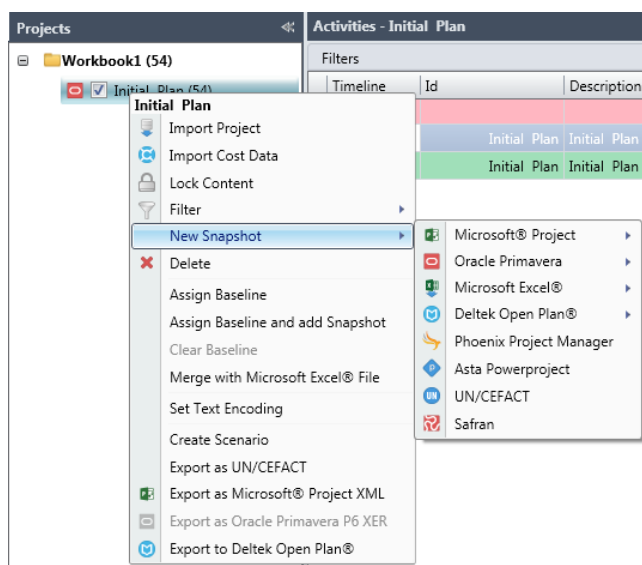 Projects
Activities - Initial Plan
Workbook1 (54)
Filters
Initial Plan (54)
Timeline Id Description
Initial Plan
Initial Plan Initial Plan
Initial Plan Initial Plan
Import Project
Import Cost Data
Lock Content
Filter
New Snapshot
Delete
Assign Baseline
Assign Baseline and add Snapshot
Clear Baseline
Merge with Microsoft Excel® File
Set Text Encoding
Create Scenario
Export as UN/CEFACT
Export as Microsoft® Project XML
Export as Oracle Primavera P6 XER
Export to Deltek Open Plan®
Microsoft® Project
Oracle Primavera
Microsoft Excel®
Deltek Open Plan®
Phoenix Project Manager
Asta Powerproject
UN UN/CEFACT
Safran